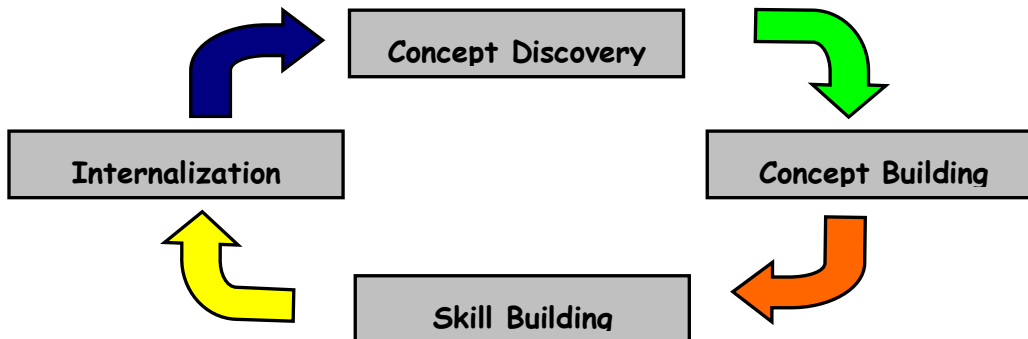 Concept Discovery
Internalization
Concept Building
Skill Building